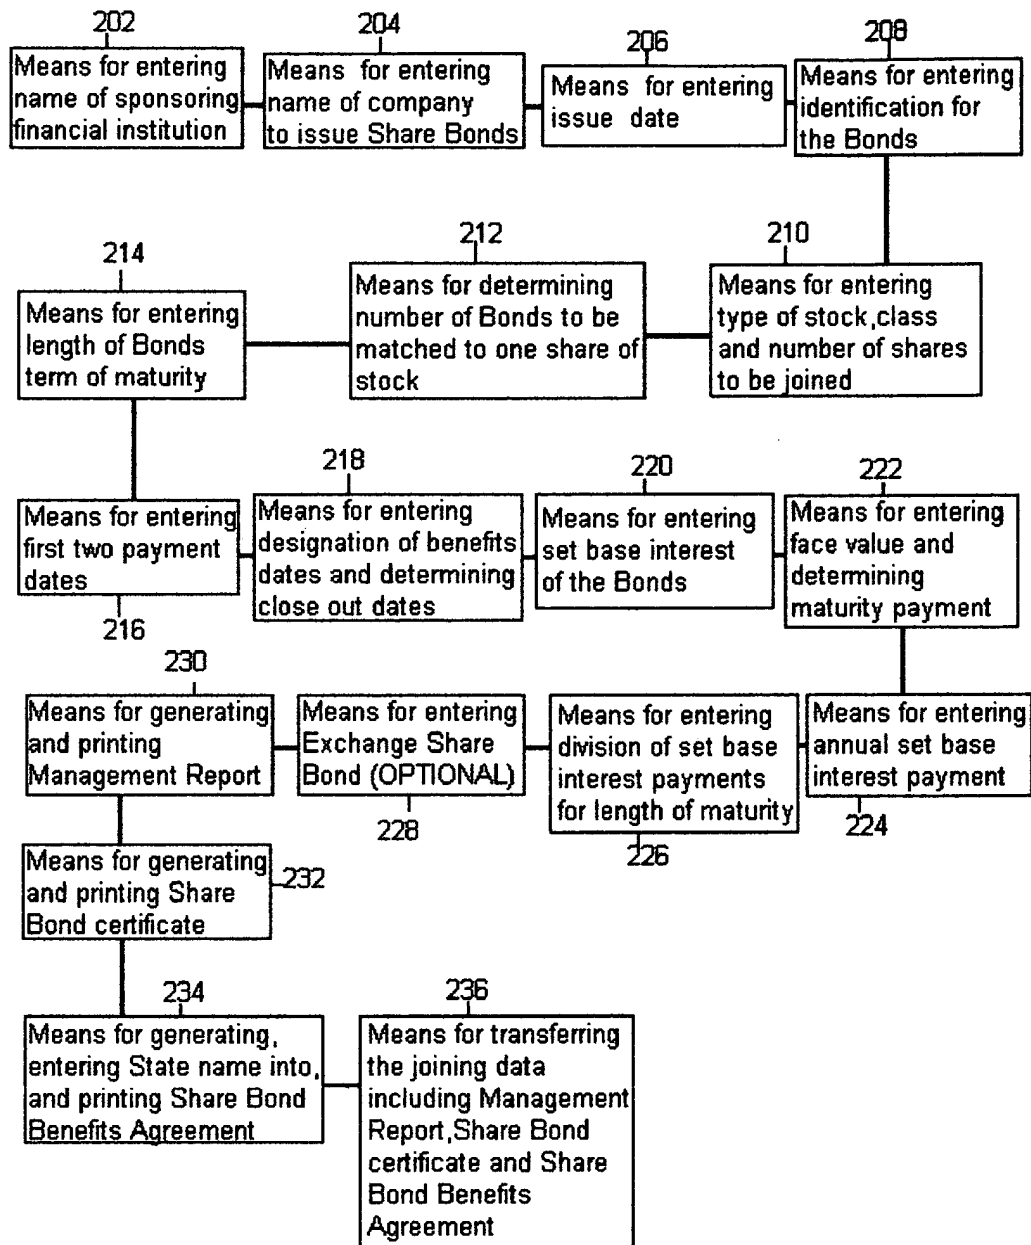 202
Means for entering
name of sponsoring
financial institution
204
Means for entering
name of company
to issue Share Bonds
206
Means for entering
issue date
208
Means for entering
identification for
the Bonds
210
Means for entering
type of stock,class
and number of shares
to be joined
212
Means for determining
number of Bonds to be
matched to one share of
stock
214
Means for entering
length of Bonds
term of maturity
Means for entering
first two payment
dates
216
218
Means for entering
designation of benefits
dates and determining
close out dates
220
Means for entering
set base interest
of the Bonds
222
Means for entering
face value and
determining
maturity payment
Means for entering
annual set base
interest payment
224
Means for entering
division of set base
interest payments
for length of maturity
226
Means for entering
Exchange Share
Bond (OPTIONAL)
228
230
Means for generating
and printing
Management Report
Means for generating
and printing Share
Bond certificate
232
234
Means for generating,
entering State name into,
and printing Share Bond
Benefits Agreement
236
Means for transferring
the joining data
including Management
Report,Share Bond
certificate and Share
Bond Benefits
Agreement